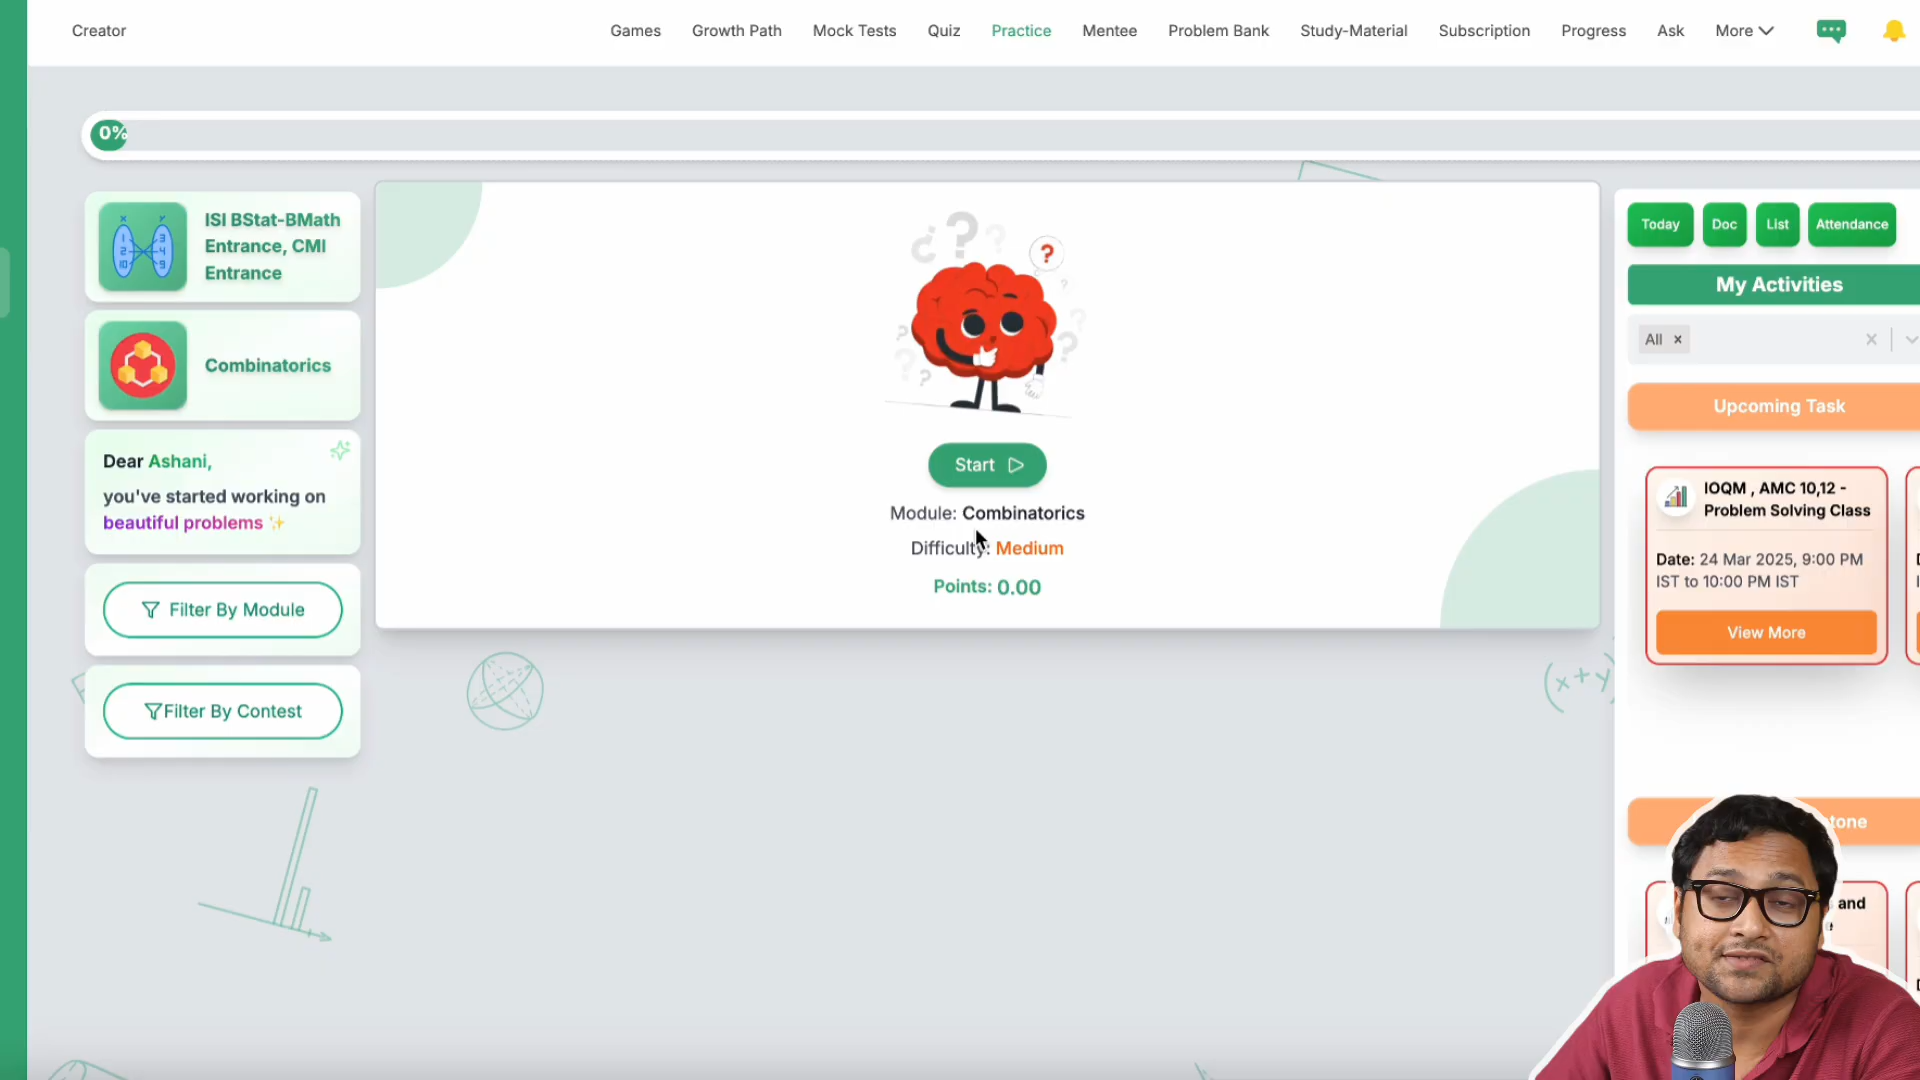 Creator
Games
Growth Path
Mock Tests
Quiz
Practice
Mentee
Problem Bank
Study-Material
Subscription
Progress
Ask
More
0%
ISI BStat-BMath
Entrance, CMI
Entrance
Combinatorics
Dear Ashani,
you've started working on
beautiful problems ✨
Filter By Module
Filter By Contest
Start
Module: Combinatorics
Difficulty: Medium
Points: 0.00
(x+y)
Today
Doc
List
Attendance
My Activities
All ×
Upcoming Task
IOQM , AMC 10,12 -
Problem Solving Class
Date: 24 Mar 2025, 9:00 PM
IST to 10:00 PM IST
View More
and